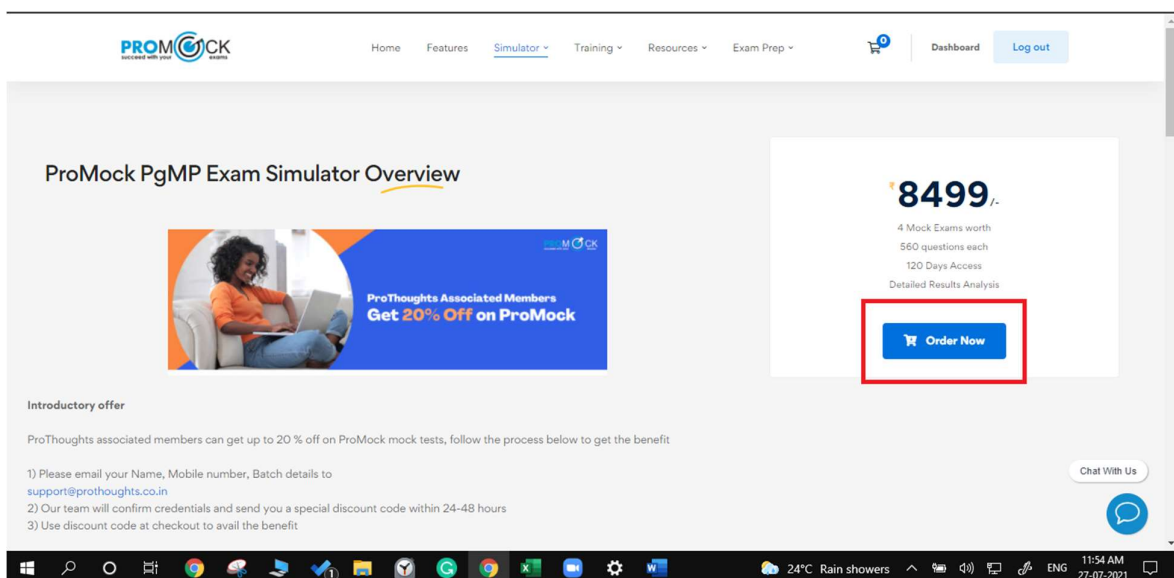 PROMOCK
succeed with your exams
Home Features Simulator Training Resources Exam Prep 0 Dashboard Log out
ProMock PgMP Exam Simulator Overview
PROMOCK
ProThoughts Associated Members
Get 20% Off on ProMock
₹8499/-
4 Mock Exams worth
560 questions each
120 Days Access
Detailed Results Analysis
Order Now
Introductory offer
ProThoughts associated members can get up to 20 % off on ProMock mock tests, follow the process below to get the benefit
1) Please email your Name, Mobile number, Batch details to
support@prothoughts.co.in
2) Our team will confirm credentials and send you a special discount code within 24-48 hours
3) Use discount code at checkout to avail the benefit
Chat With Us
24°C Rain showers ENG 11:54 AM
27-07-2021